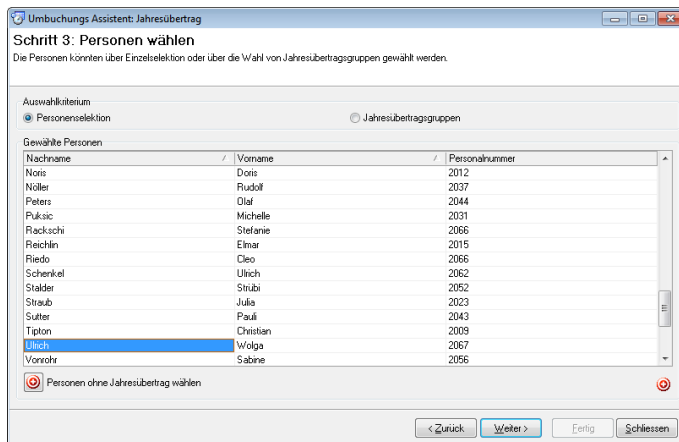 Umbuchungs Assistent: Jahresübertrag
Schritt 3: Personen wählen
Die Personen könnten über Einzelselektion oder über die Wahl von Jahresübertragsgruppen gewählt werden.
Auswahlkriterium
Personenselektion Jahresübertragsgruppen
Gewählte Personen
Nachname Vorname Personalnummer
Noris Doris 2012
Nöller Rudolf 2037
Peters Olaf 2044
Puksic Michelle 2031
Rackschi Stefanie 2066
Reichlin Elmar 2015
Riedo Cleo 2066
Schenkel Ulrich 2062
Stalder Strübi 2052
Straub Julia 2023
Sutter Pauli 2043
Tipton Christian 2009
Ulrich Wolga 2067
Vonrohr Sabine 2056
Personen ohne Jahresübertrag wählen
< Zurück Weiter > Fertig Schliessen